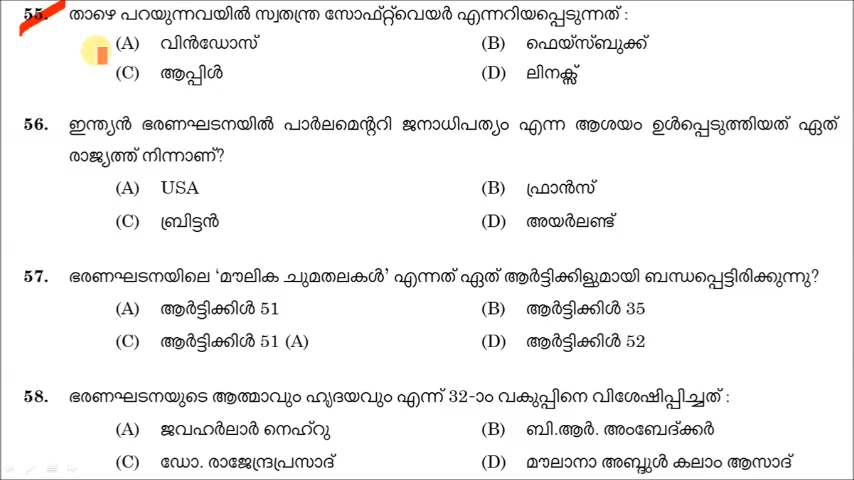 55. താഴെ പറയുന്നവയിൽ സ്വതന്ത്ര സോഫ്റ്റ്‌വെയർ എന്നറിയപ്പെടുന്നത് :
(A) വിൻഡോസ് (B) ഫെയ്സ്ബുക്ക്
(C) ആപ്പിൾ (D) ലിനക്സ്
56. ഇന്ത്യൻ ഭരണഘടനയിൽ പാർലമെന്ററി ജനാധിപത്യം എന്ന ആശയം ഉൾപ്പെടുത്തിയത് ഏത്
രാജ്യത്ത് നിന്നാണ്?
(A) USA (B) ഫ്രാൻസ്
(C) ബ്രിട്ടൻ (D) അയർലണ്ട്
57. ഭരണഘടനയിലെ ‘മൗലിക ചുമതലകൾ’ എന്നത് ഏത് ആർട്ടിക്കിളുമായി ബന്ധപ്പെട്ടിരിക്കുന്നു?
(A) ആർട്ടിക്കിൾ 51 (B) ആർട്ടിക്കിൾ 35
(C) ആർട്ടിക്കിൾ 51 (A) (D) ആർട്ടിക്കിൾ 52
58. ഭരണഘടനയുടെ ആത്മാവും ഹൃദയവും എന്ന് 32-ാം വകുപ്പിനെ വിശേഷിപ്പിച്ചത് :
(A) ജവഹർലാർ നെഹ്റു (B) ബി.ആർ. അംബേദ്ക്കർ
(C) ഡോ. രാജേന്ദ്രപ്രസാദ് (D) മൗലാനാ അബ്ദുൾ കലാം ആസാദ്